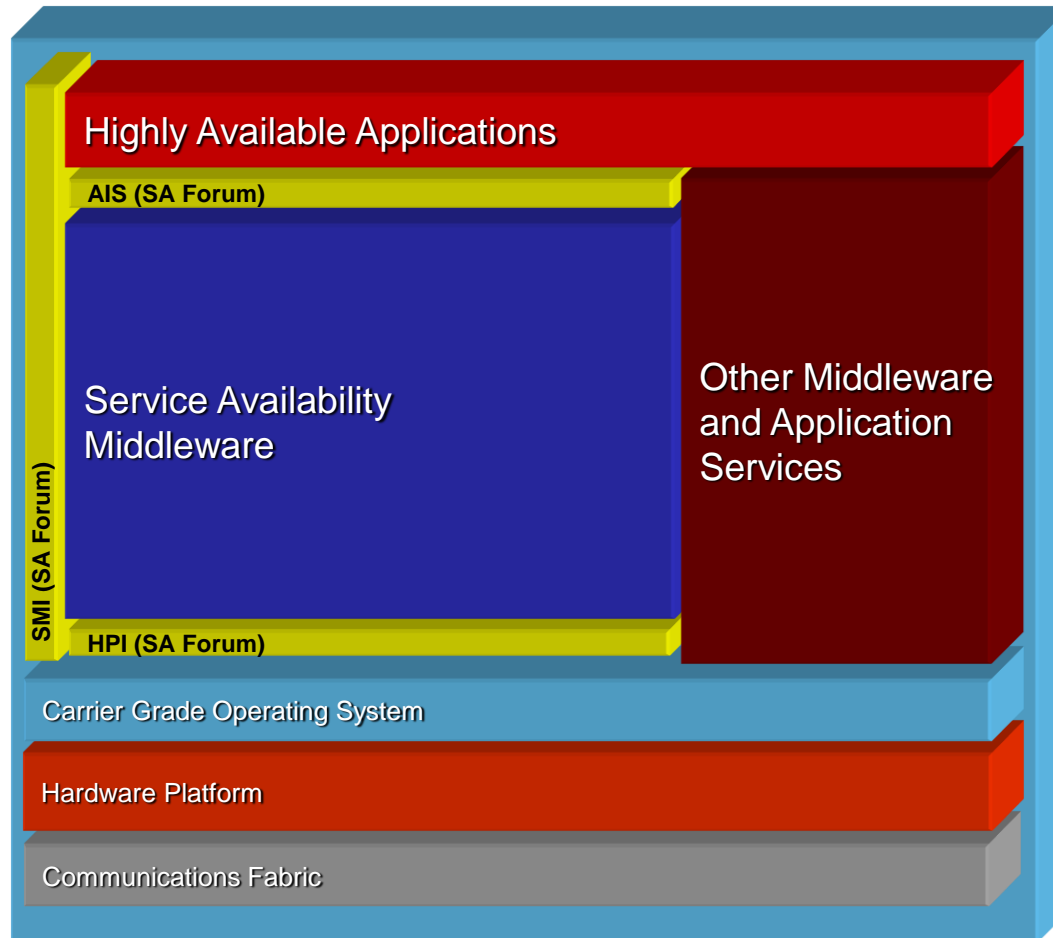 Highly Available Applications
AIS (SA Forum)
Service Availability
Middleware
Other Middleware
and Application
Services
SMI (SA Forum)
HPI (SA Forum)
Carrier Grade Operating System
Hardware Platform
Communications Fabric